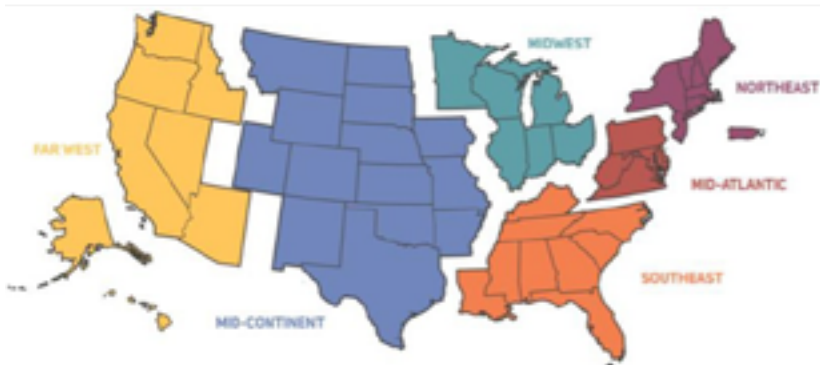 MIDWEST
NORTHEAST
FAR WEST
MID-ATLANTIC
SOUTHEAST
MID-CONTINENT